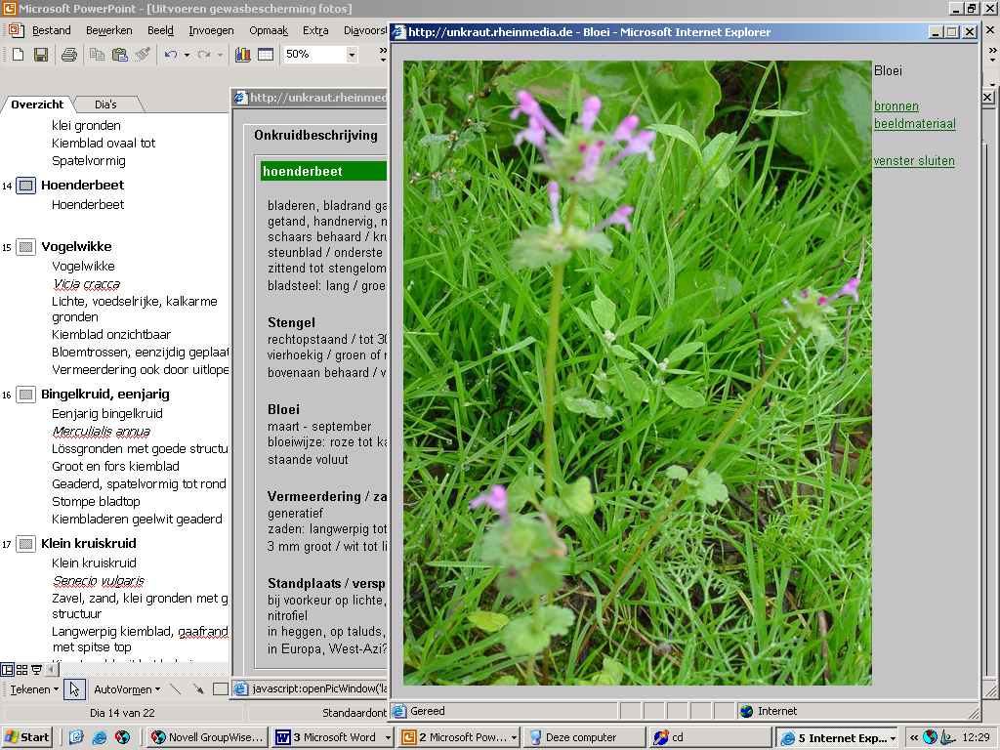 Microsoft PowerPoint - [Uitvoeren gewasbescherming fotos]
Bestand Bewerken Beeld Invoegen Opmaak Extra Diavoorst
50%
Overzicht Dia's
klei gronden
Kiemblad ovaal tot
Spatelvormig
14 Hoenderbeet
Hoenderbeet
15 Vogelwikke
Vogelwikke
Vicia cracca
Lichte, voedselrijke, kalkarme
gronden
Kiemblad onzichtbaar
Bloemtrossen, eenzijdig geplaat
Vermeerdering ook door uitlope
16 Bingelkruid, eenjarig
Eenjarig bingelkruid
Merculialis annua
Lössgronden met goede structu
Groot en fors kiemblad
Geaderd, spatelvormig tot rond
Stompe bladtop
Kiembladeren geelwit geaderd
17 Klein kruiskruid
Klein kruiskruid
Senecio vulgaris
Zavel, zand, klei gronden met g
structuur
Langwerpig kiemblad, gaafrand
met spitse top
Tekenen AutoVormen
Dia 14 van 22
Standaardont
http://unkraut.rheinmed
Onkruidbeschrijving
hoenderbeet
bladeren, bladrand ga
getand, handnervig, n
schaars behaard / kru
steunblad / onderste
zittend tot stengelom
bladsteel: lang / groe
Stengel
rechtopstaand / tot 30
vierhoekig / groen of r
bovenaan behaard / v
Bloei
maart - september
bloeiwijze: roze tot ka
staande voluut
Vermeerdering / za
generatief
zaden: langwerpig tot
3 mm groot / wit tot li
Standplaats / versp
bij voorkeur op lichte,
nitrofiel
in heggen, op taluds,
in Europa, West-Azi?
javascript:openPicWindow('la
http://unkraut.rheinmedia.de - Bloei - Microsoft Internet Explorer
Bloei
bronnen
beeldmateriaal
venster sluiten
Gereed
Internet
Start
Novell GroupWise...
3 Microsoft Word
2 Microsoft Pow...
Deze computer
cd
5 Internet Exp...
12:29